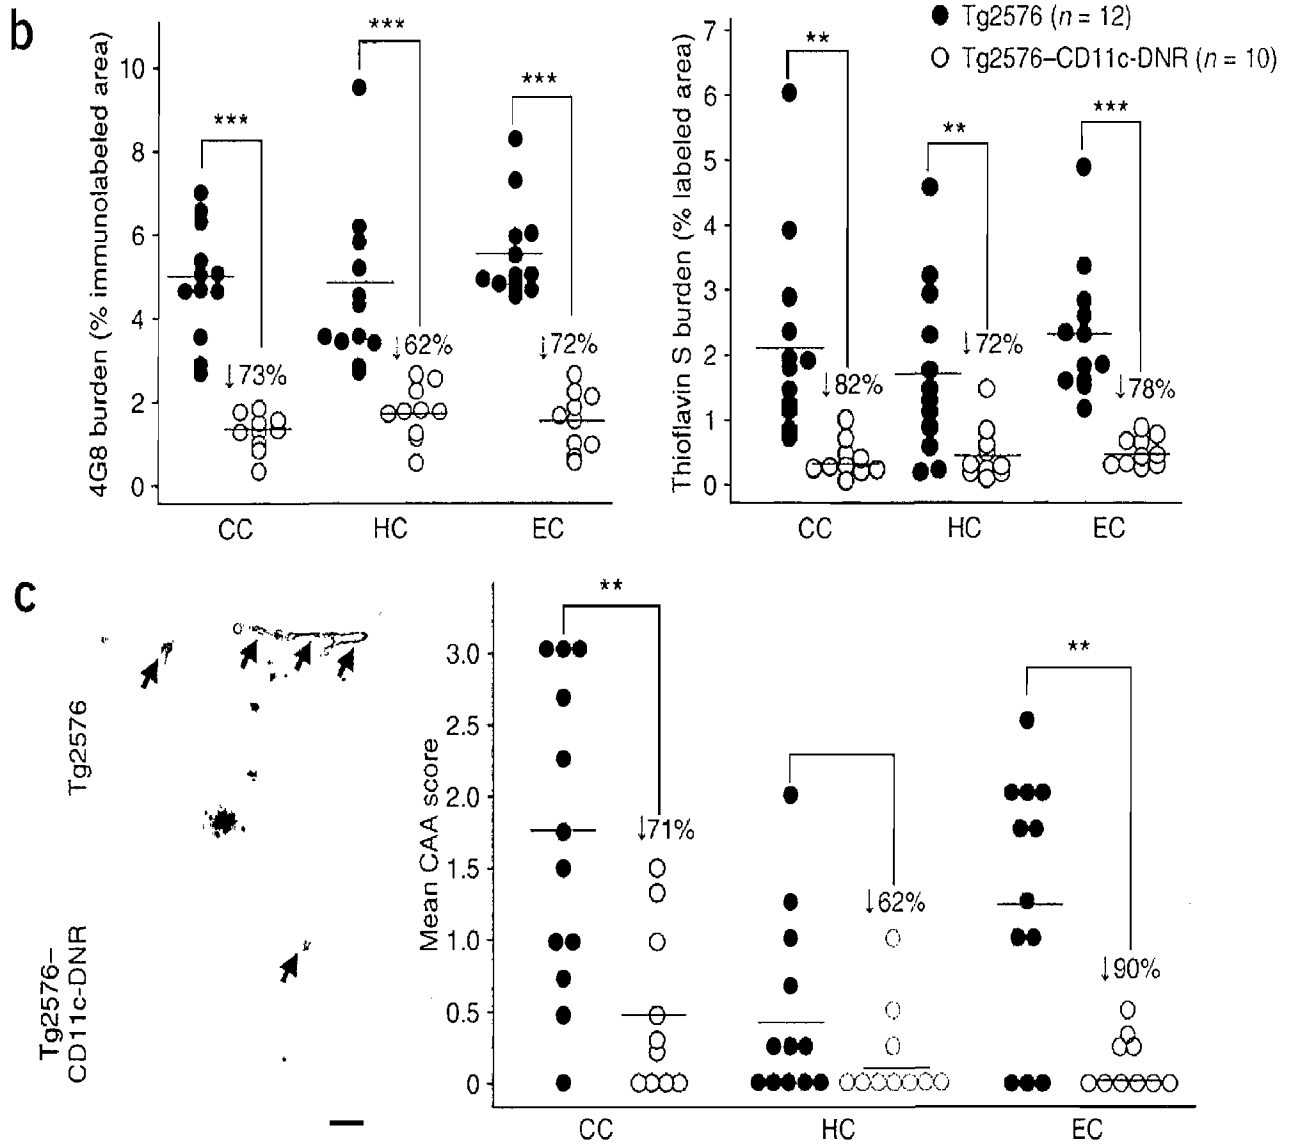 b
Tg2576 (n = 12)
Tg2576–CD11c-DNR (n = 10)
4G8 burden (% immunolabeled area)
10
8
6
4
2
0
***
***
***
↓73%
↓62%
↓72%
CC
HC
EC
Thioflavin S burden (% labeled area)
7
6
5
4
3
2
1
0
**
**
***
↓82%
↓72%
↓78%
CC
HC
EC
c
Tg2576
Tg2576–
CD11c-DNR
Mean CAA score
3.0
2.5
2.0
1.5
1.0
0.5
0
**
**
↓71%
↓62%
↓90%
CC
HC
EC